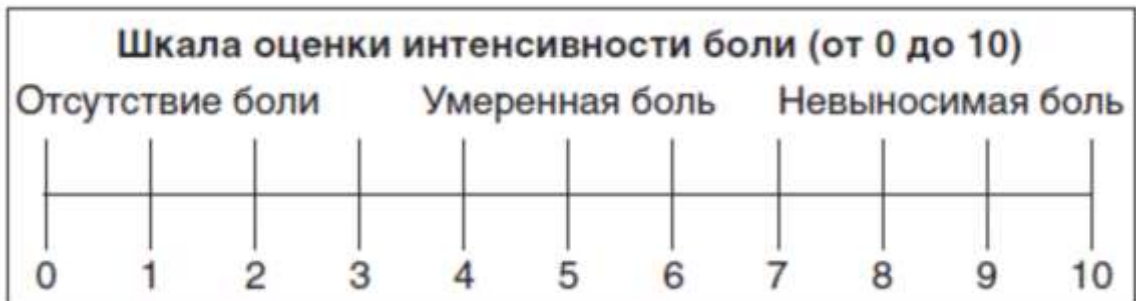 Шкала оценки интенсивности боли (от 0 до 10)
Отсутствие боли Умеренная боль Невыносимая боль
0 1 2 3 4 5 6 7 8 9 10